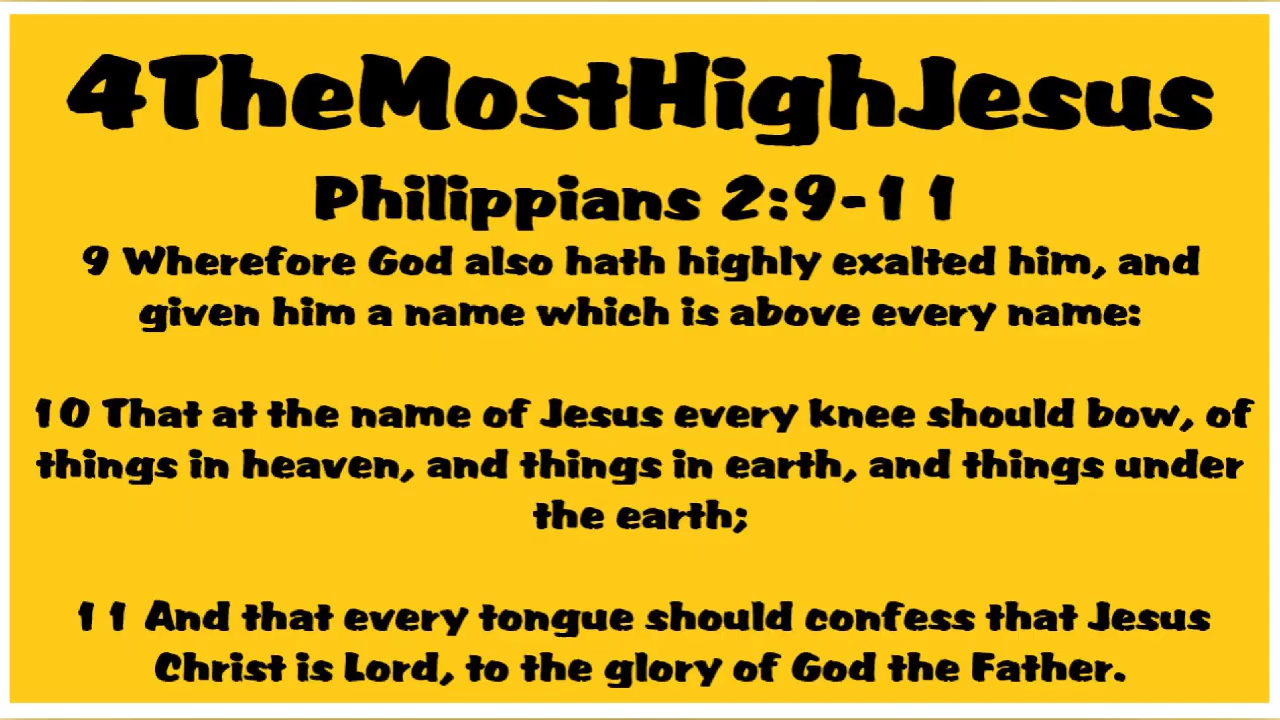 4TheMostHighJesus
Philippians 2:9-11
9 Wherefore God also hath highly exalted him, and
given him a name which is above every name:
10 That at the name of Jesus every knee should bow, of
things in heaven, and things in earth, and things under
the earth;
11 And that every tongue should confess that Jesus
Christ is Lord, to the glory of God the Father.